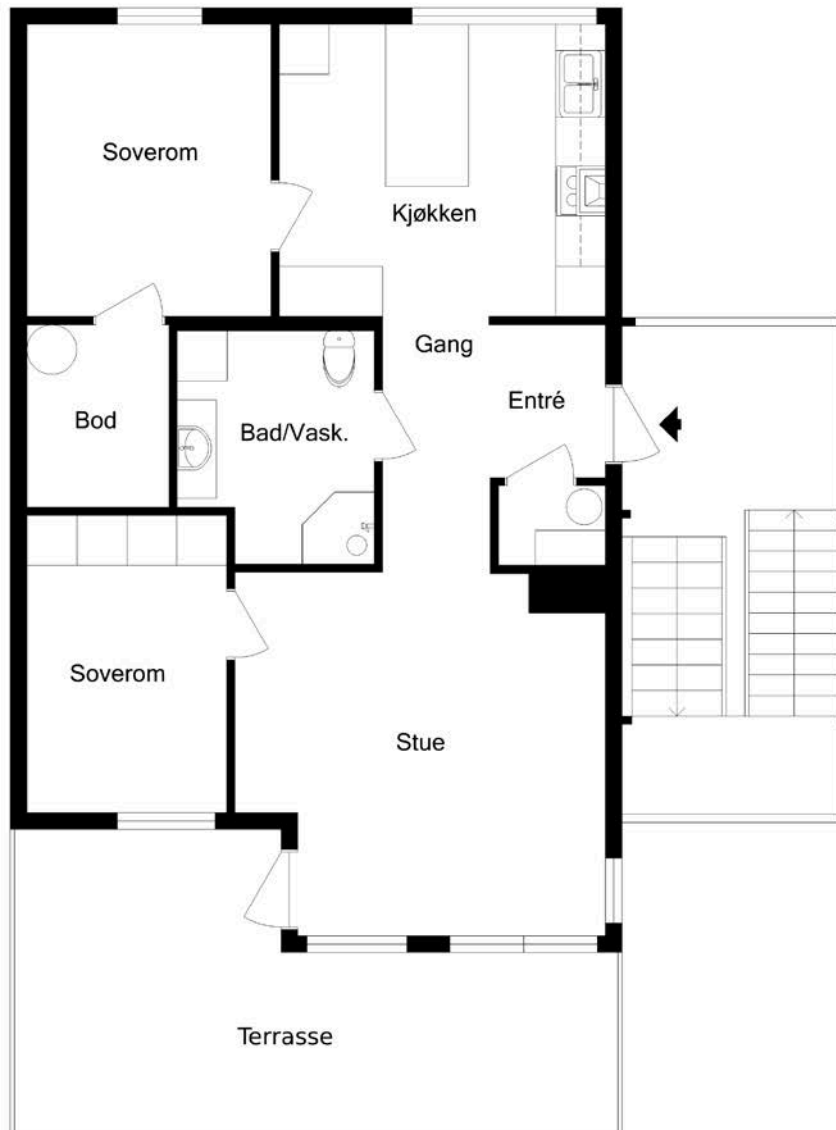 Soverom
Kjøkken
Gang
Entré
Bod
Bad/Vask.
Soverom
Stue
Terrasse